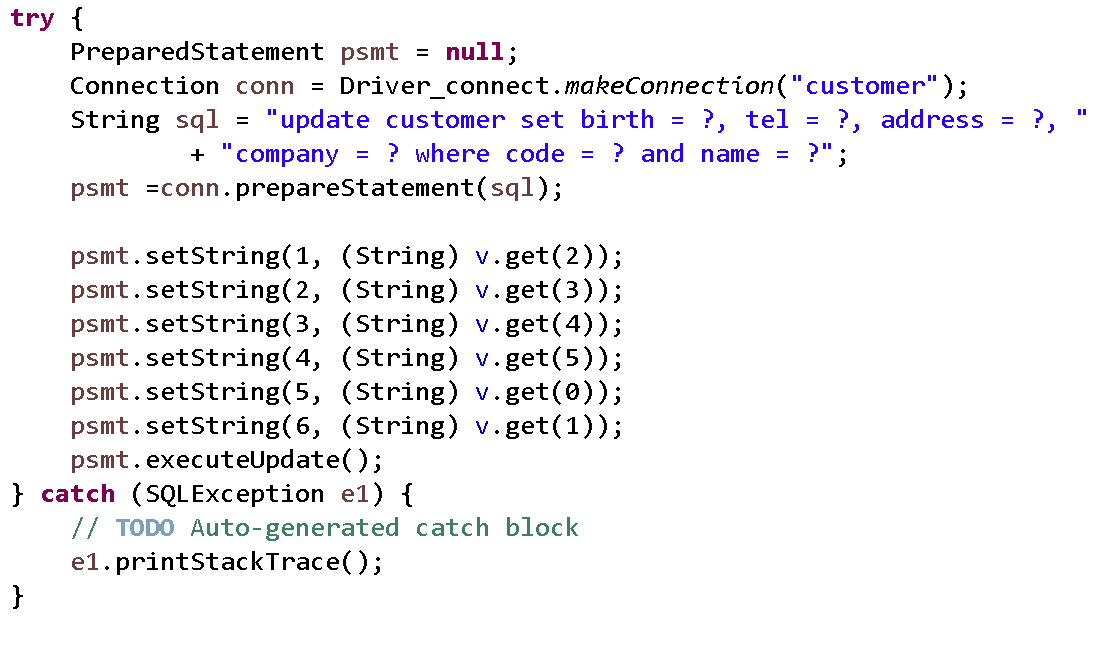 try {
    PreparedStatement psmt = null;
    Connection conn = Driver_connect.makeConnection("customer");
    String sql = "update customer set birth = ?, tel = ?, address = ?, "
            + "company = ? where code = ? and name = ?";
    psmt =conn.prepareStatement(sql);

    psmt.setString(1, (String) v.get(2));
    psmt.setString(2, (String) v.get(3));
    psmt.setString(3, (String) v.get(4));
    psmt.setString(4, (String) v.get(5));
    psmt.setString(5, (String) v.get(0));
    psmt.setString(6, (String) v.get(1));
    psmt.executeUpdate();
} catch (SQLException e1) {
    // TODO Auto-generated catch block
    e1.printStackTrace();
}